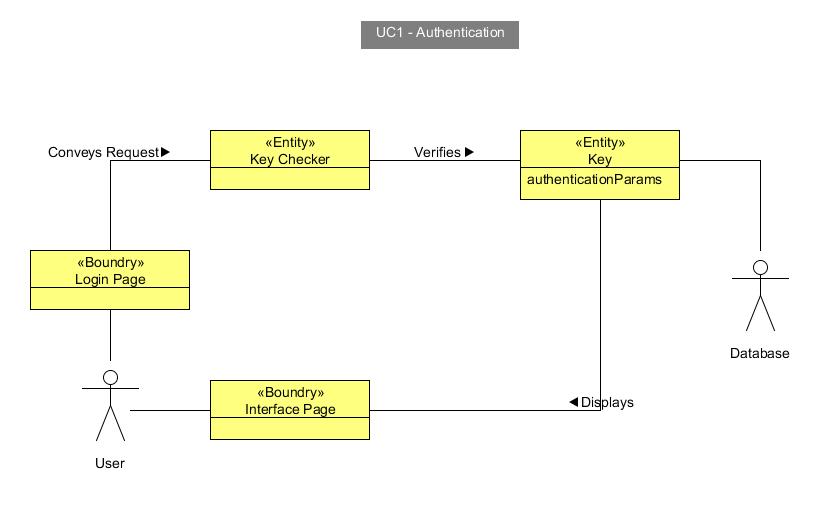 UC1 - Authentication
Conveys Request
«Entity»
Key Checker
Verifies
«Entity»
Key
authenticationParams
«Boundry»
Login Page
Database
«Boundry»
Interface Page
Displays
User